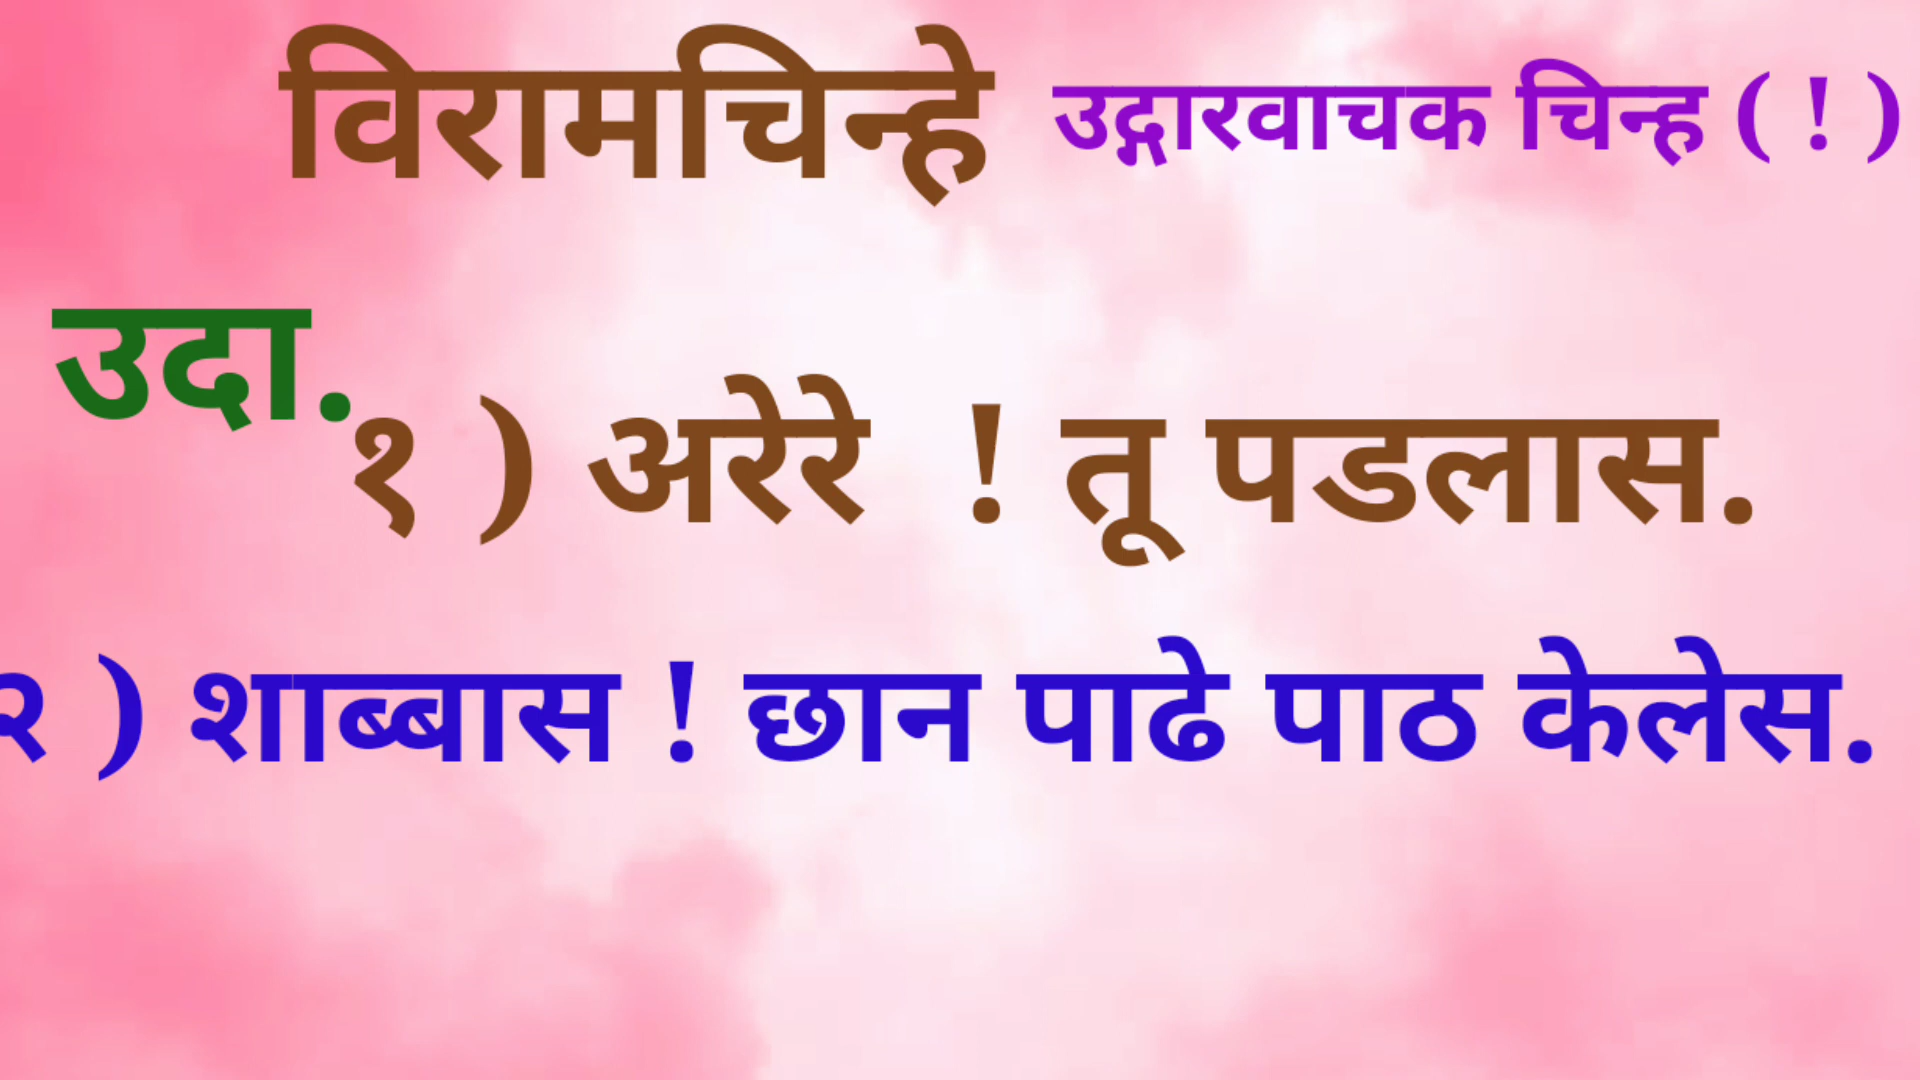 विरामचिन्हे उद्गारवाचक चिन्ह ( ! )
उदा.
१ ) अरेरे ! तू पडलास.
२ ) शाब्बास ! छान पाढे पाठ केलेस.